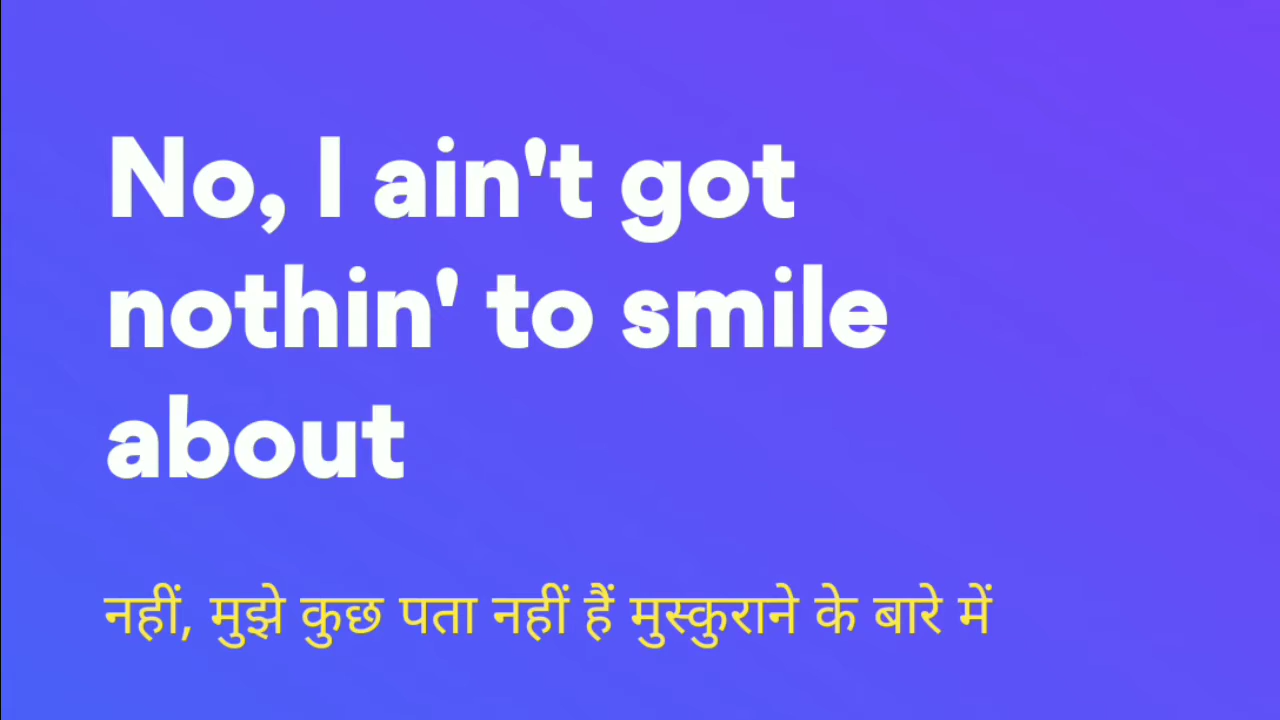 No, I ain't got
nothin' to smile
about
नहीं, मुझे कुछ पता नहीं हैं मुस्कुराने के बारे में